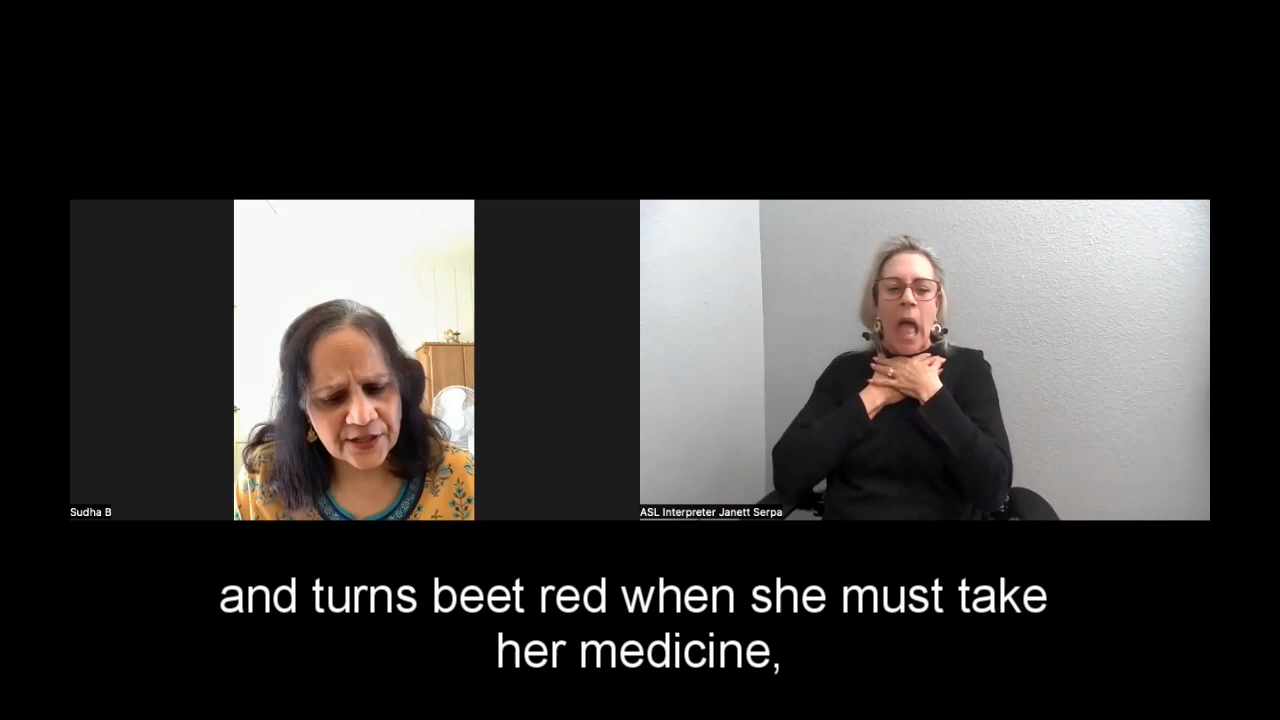 Sudha B
ASL Interpreter Janett Serpa
and turns beet red when she must take
her medicine,